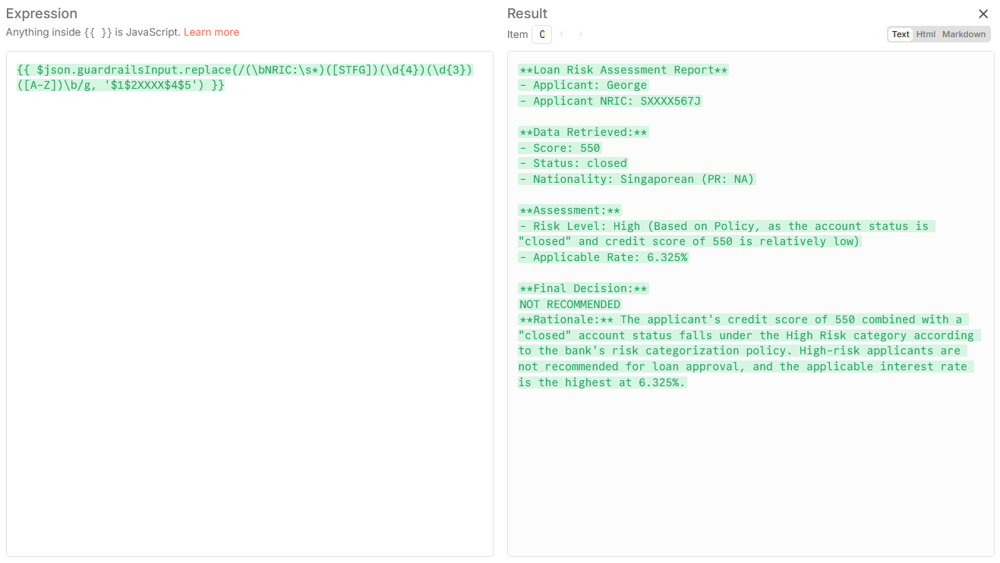 Expression
Anything inside {{ }} is JavaScript. Learn more
{{ $json.guardrailsInput.replace(/(\bNRIC:\s*)([STFG])(\d{4})(\d{3})
([A-Z])\b/g, '$1$2XXXX$4$5') }}
Result
Item 0
Text Html Markdown
**Loan Risk Assessment Report**
- Applicant: George
- Applicant NRIC: SXXXX567J
**Data Retrieved:**
- Score: 550
- Status: closed
- Nationality: Singaporean (PR: NA)
**Assessment:**
- Risk Level: High (Based on Policy, as the account status is
"closed" and credit score of 550 is relatively low)
- Applicable Rate: 6.325%
**Final Decision:**
NOT RECOMMENDED
**Rationale:** The applicant's credit score of 550 combined with a
"closed" account status falls under the High Risk category according
to the bank's risk categorization policy. High-risk applicants are
not recommended for loan approval, and the applicable interest rate
is the highest at 6.325%.